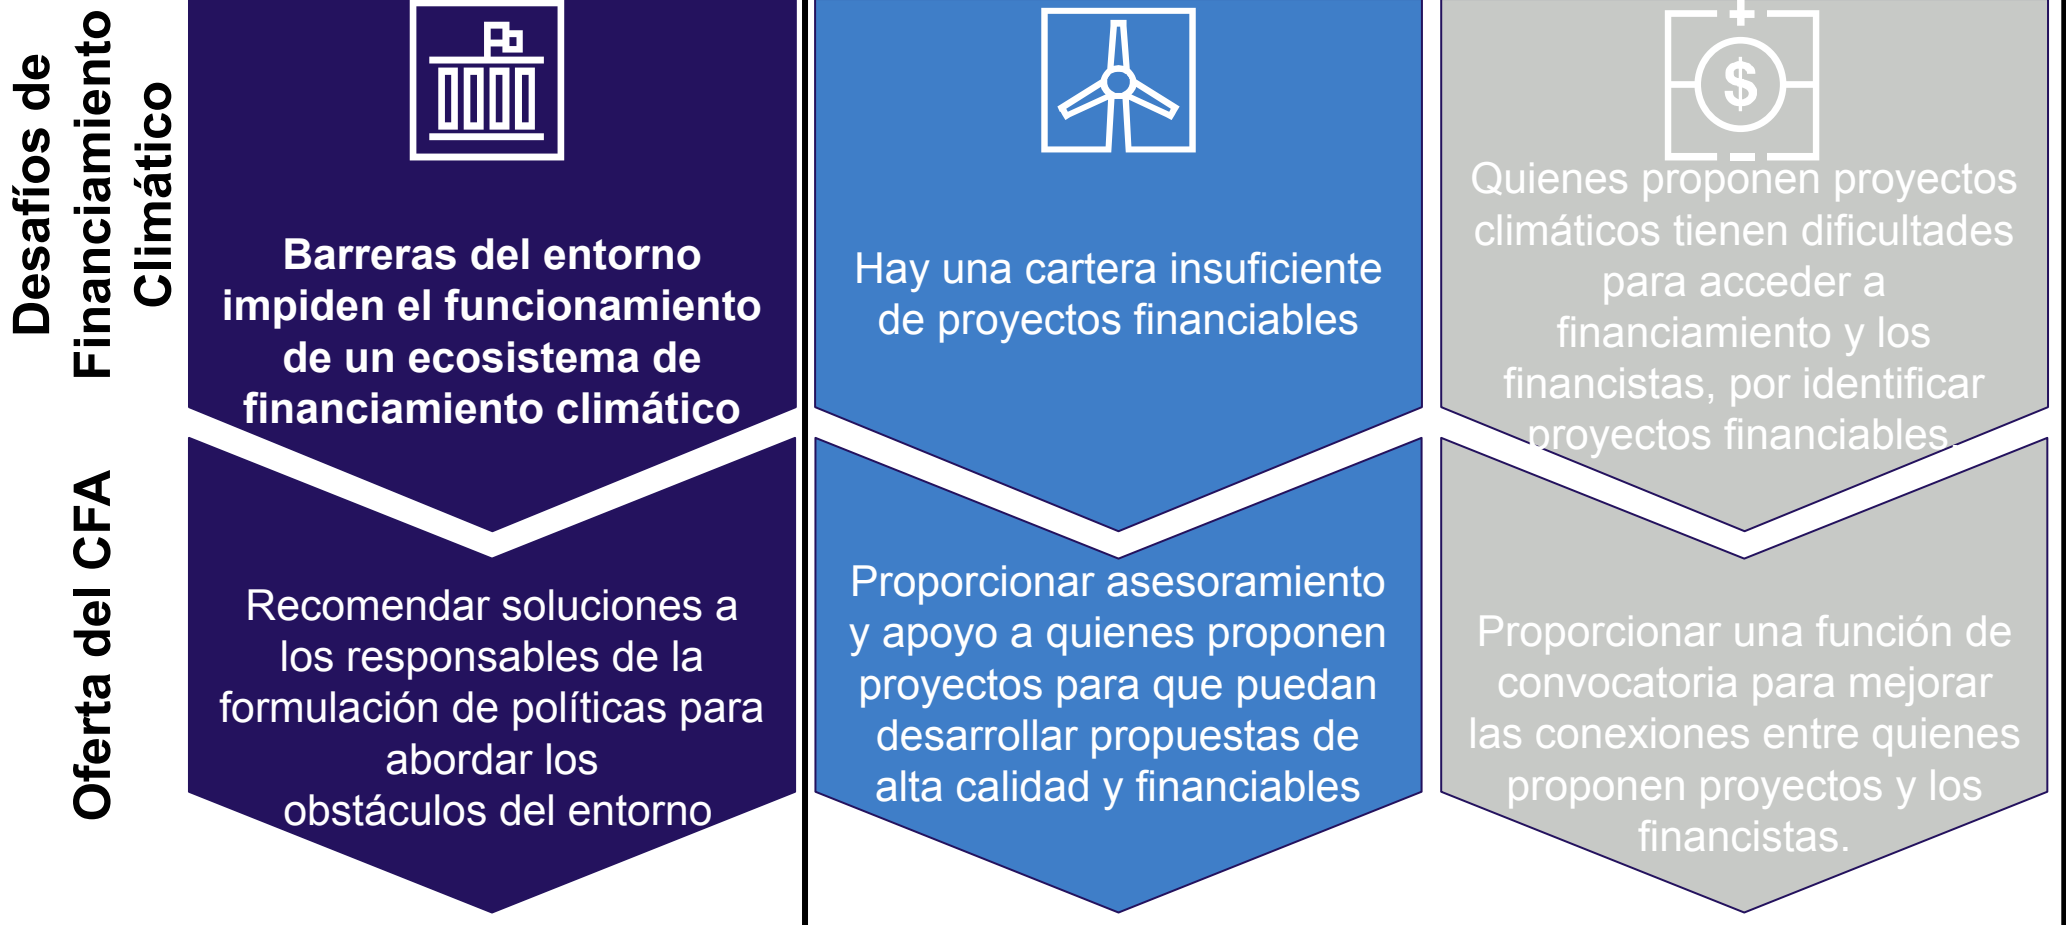 Desafíos de
Financiamiento
Climático
Barreras del entorno
impiden el funcionamiento
de un ecosistema de
financiamiento climático
Hay una cartera insuficiente
de proyectos financiables
$
Quienes proponen proyectos
climáticos tienen dificultades
para acceder a
financiamiento y los
financistas, por identificar
proyectos financiables.
Oferta del CFA
Recomendar soluciones a
los responsables de la
formulación de políticas para
abordar los
obstáculos del entorno
Proporcionar asesoramiento
y apoyo a quienes proponen
proyectos para que puedan
desarrollar propuestas de
alta calidad y financiables
Proporcionar una función de
convocatoria para mejorar
las conexiones entre quienes
proponen proyectos y los
financistas.